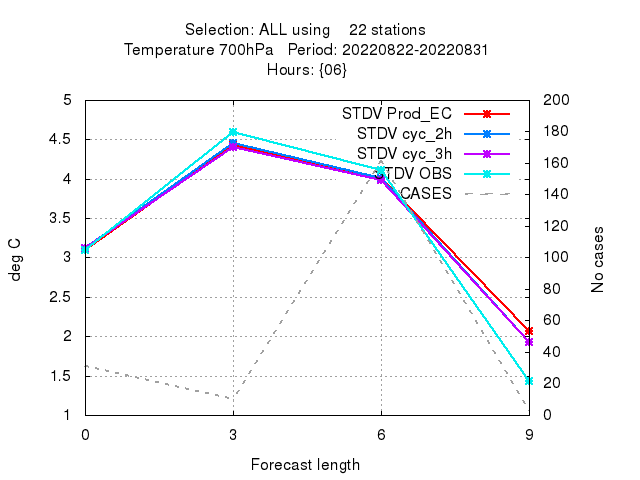 Selection: ALL using 22 stations
Temperature 700hPa Period: 20220822-20220831
Hours: {06}
5
4.5
4
3.5
3
2.5
2
1.5
1
200
180
160
140
120
100
80
60
40
20
0
STDV Prod_EC
STDV cyc_2h
STDV cyc_3h
STDV OBS
CASES
deg C
No cases
0 3 6 9
Forecast length